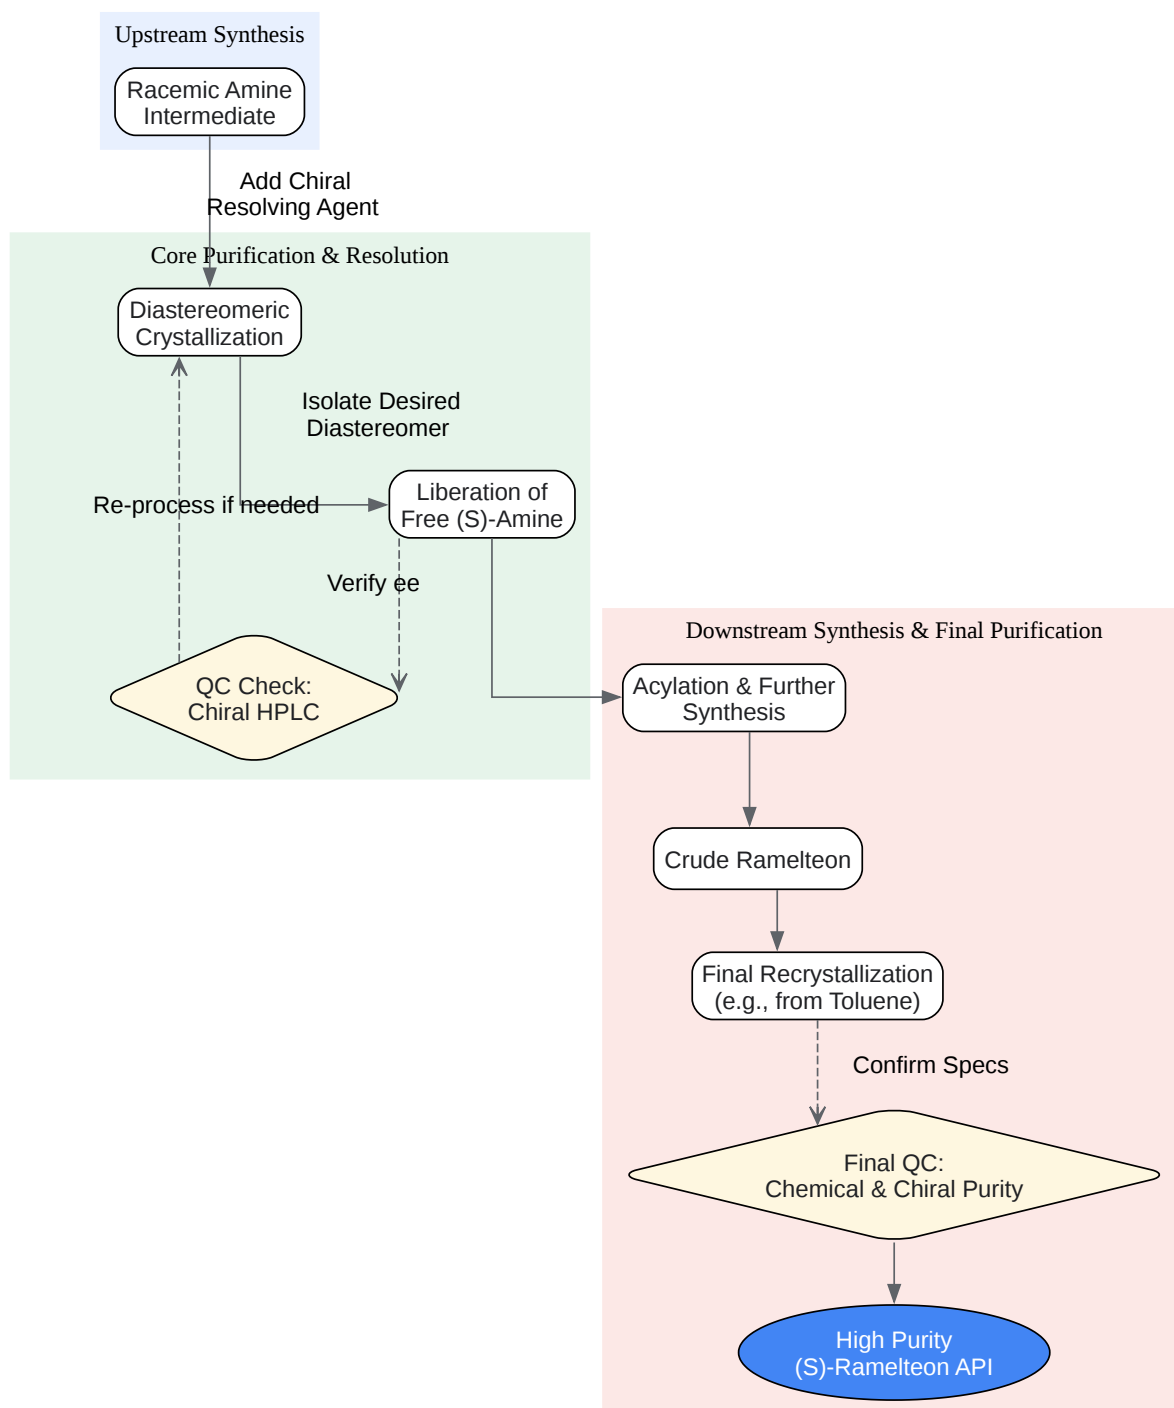 Upstream Synthesis
Racemic Amine
Intermediate
Add Chiral
Resolving Agent
Core Purification & Resolution
Diastereomeric
Crystallization
Isolate Desired
Diastereomer
Liberation of
Free (S)-Amine
Re-process if needed
Verify ee
QC Check:
Chiral HPLC
Downstream Synthesis & Final Purification
Acylation & Further
Synthesis
Crude Ramelteon
Final Recrystallization
(e.g., from Toluene)
Confirm Specs
Final QC:
Chemical & Chiral Purity
High Purity
(S)-Ramelteon API